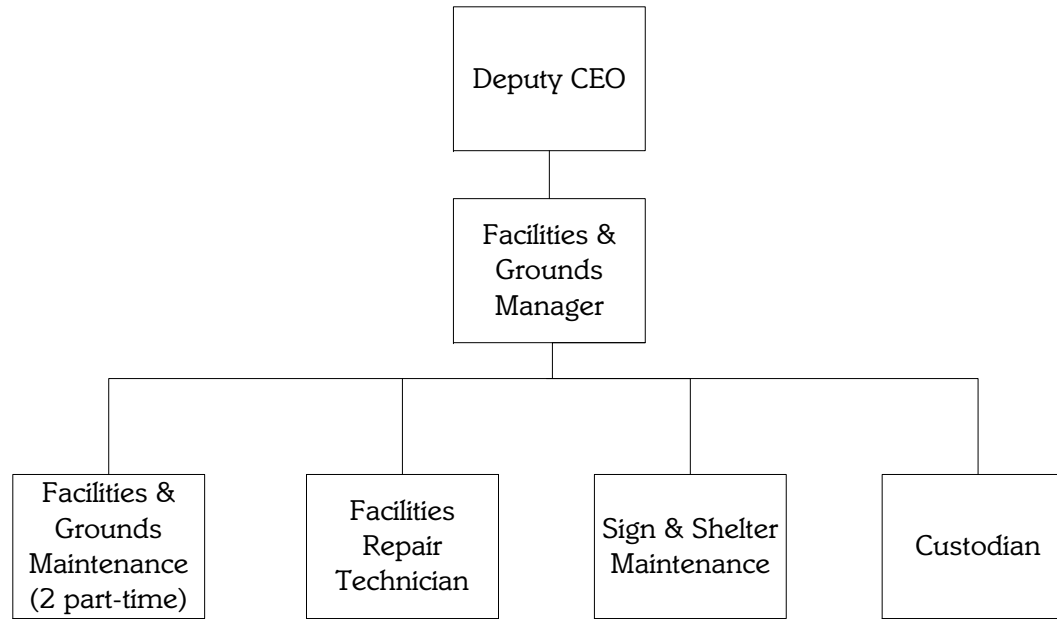 Deputy CEO
Facilities &
Grounds
Manager
Facilities &
Grounds
Maintenance
(2 part-time)
Facilities
Repair
Technician
Sign & Shelter
Maintenance
Custodian